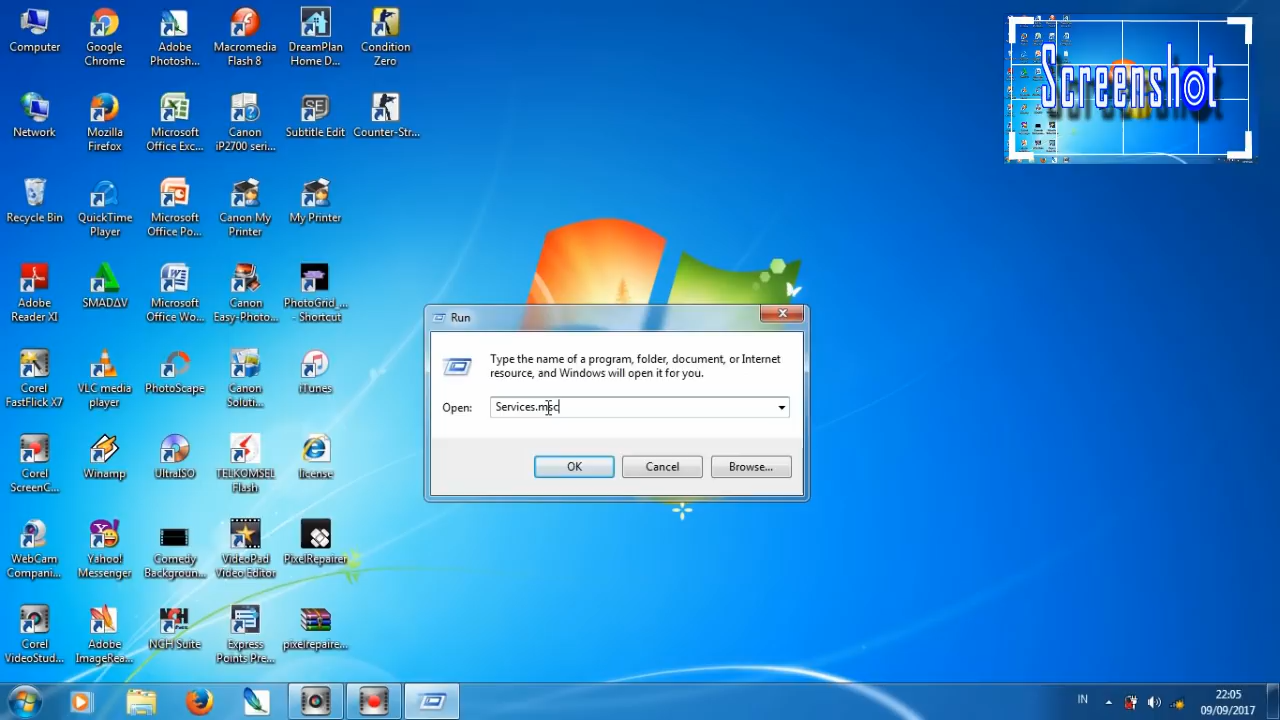 Computer
Google
Chrome
Adobe
Photosh...
Macromedia
Flash 8
DreamPlan
Home D...
Condition
Zero
Screenshot
Network
Mozilla
Firefox
Microsoft
Office Exc...
Canon
iP2700 seri...
Subtitle Edit
Counter-Str...
Recycle Bin
QuickTime
Player
Microsoft
Office Po...
Canon My
Printer
My Printer
Adobe
Reader XI
SMADΔV
Microsoft
Office Wo...
Canon
Easy-Photo...
PhotoGrid_...
- Shortcut
Run
Type the name of a program, folder, document, or Internet
resource, and Windows will open it for you.
Open: Services.msc
OK Cancel Browse...
Corel
FastFlick X7
VLC media
player
PhotoScape
Canon
Soluti...
iTunes
Corel
ScreenC...
Winamp
UltraISO
TELKOMSEL
Flash
license
WebCam
Compani...
Yahoo!
Messenger
Comedy
Backgroun...
VideoPad
Video Editor
PixelRepairer
Corel
VideoStud...
Adobe
ImageRea...
NCH Suite
Express
Points Pre...
pixelrepaire...
IN
22:05
09/09/2017